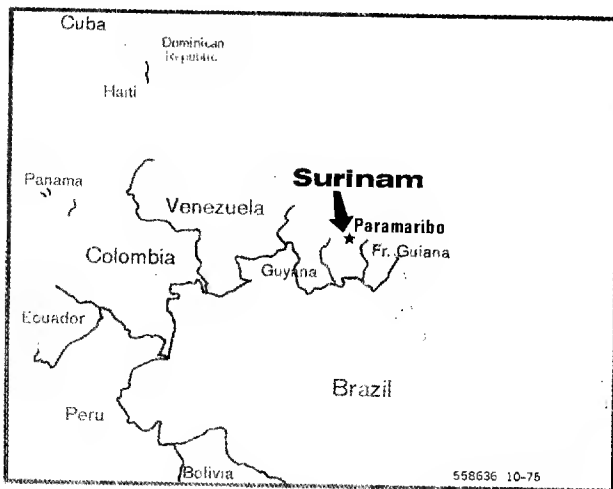 Cuba
Dominican
Republic
Haiti
Panama
Surinam
Venezuela
Paramaribo
Colombia
Guyana
Fr. Guiana
Ecuador
Brazil
Peru
Bolivia
558636 10-75